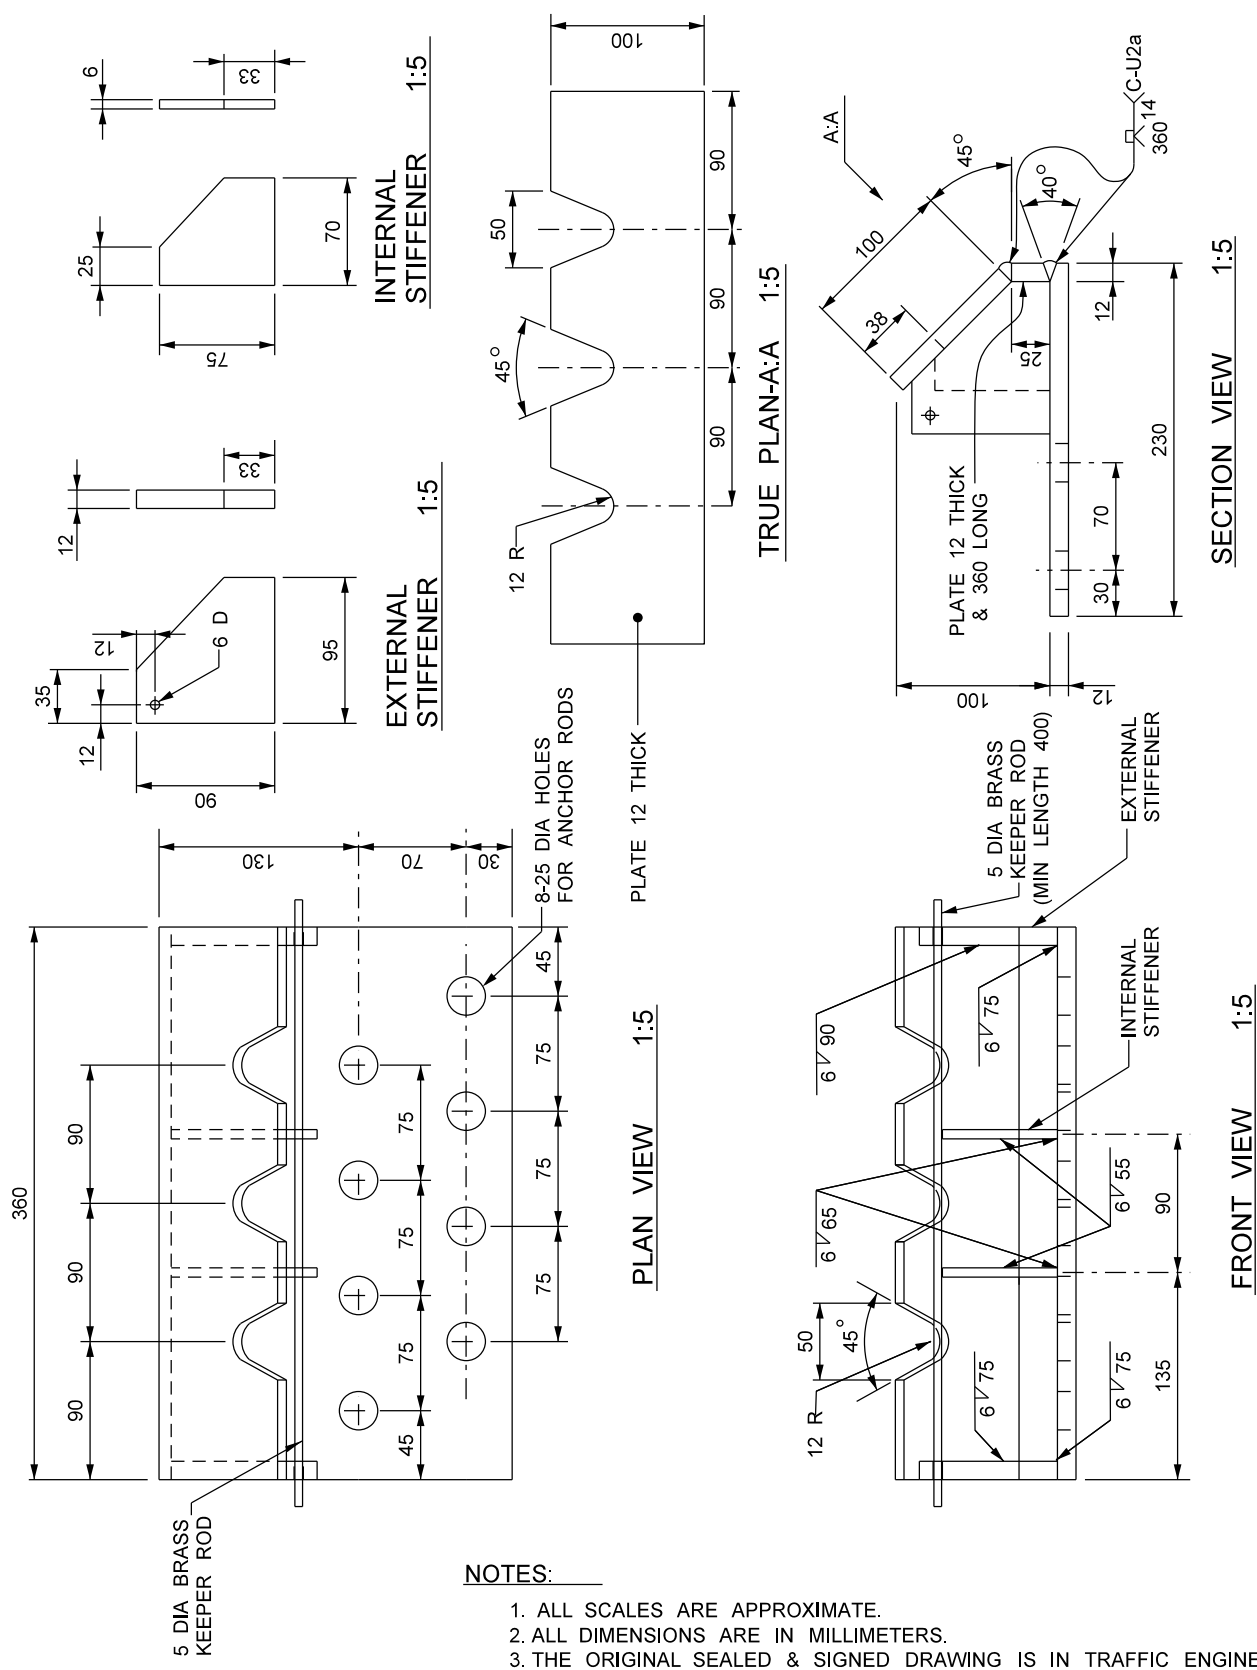 360
90
90
90
5 DIA BRASS
KEEPER ROD
130
70
30
8-25 DIA HOLES
FOR ANCHOR RODS
75
75
75
45
45
75
75
75
PLAN VIEW 1:5
35
12
12
6 D
90
95
12
33
EXTERNAL
STIFFENER 1:5
25
75
70
6
33
INTERNAL
STIFFENER 1:5
100
50
45°
12 R
90
90
90
PLATE 12 THICK
TRUE PLAN-A:A 1:5
A:A
45°
40°
100
38
25
12
C-U2a
14
360
PLATE 12 THICK
& 360 LONG
70
30
230
100
12
SECTION VIEW 1:5
5 DIA BRASS
KEEPER ROD
(MIN LENGTH 400)
EXTERNAL
STIFFENER
INTERNAL
STIFFENER
6 90
6 75
6 65
6 55
50
45°
12 R
6 75
6 75
90
135
FRONT VIEW 1:5
NOTES:
1. ALL SCALES ARE APPROXIMATE.
2. ALL DIMENSIONS ARE IN MILLIMETERS.
3. THE ORIGINAL SEALED & SIGNED DRAWING IS IN TRAFFIC ENGINE